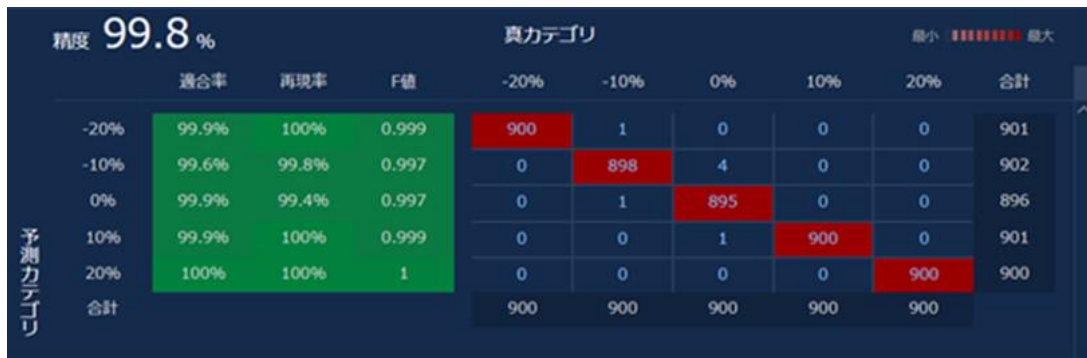 精度 99.8 % 真カテゴリ 最小 最大
適合率 再現率 F値 -20% -10% 0% 10% 20% 合計
-20% 99.9% 100% 0.999 900 1 0 0 0 901
-10% 99.6% 99.8% 0.997 0 898 4 0 0 902
0% 99.9% 99.4% 0.997 0 1 895 0 0 896
10% 99.9% 100% 0.999 0 0 1 900 0 901
20% 100% 100% 1 0 0 0 0 900 900
合計 900 900 900 900 900
予測カテゴリ